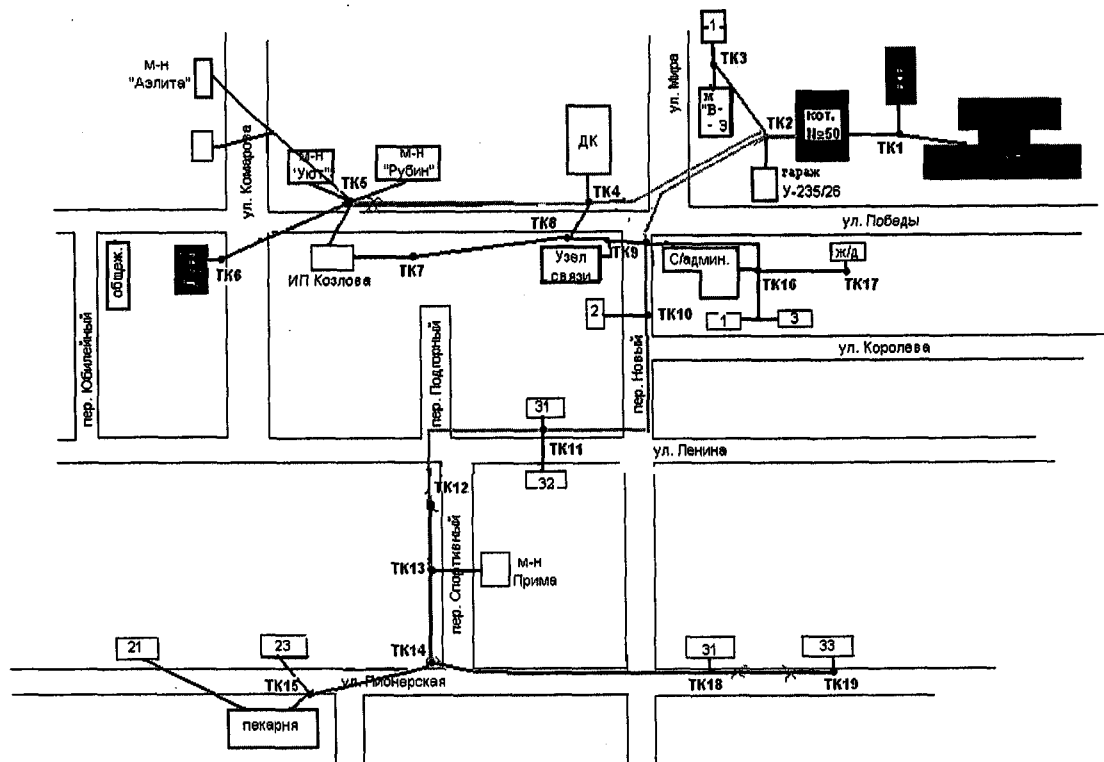 1
ТК3
м-н
"Аэлита"
ул. Мира
м
"В-
- Э
кот.
№50
ТК2
ТК1
ДК
м-н
"Уют"
м-н
"Рубин"
гараж
У-235/26
ул. Комарова
ТК5
ТК4
ул. Победы
ТК8
общеж.
ТК6
ИП Козлова
ТК7
Узел
связи
ТК9
С/админ.
ж/д
ТК16
ТК17
2
ТК10
1
3
пер. Юбилейный
пер. Подгорный
пер. Новый
ул. Королева
31
ТК11
ул. Ленина
32
ТК12
пер. Спортивный
ТК13
м-н
Прима
21
23
ТК14
31
33
ТК15
ул. Пионерская
ТК18
ТК19
пекарня